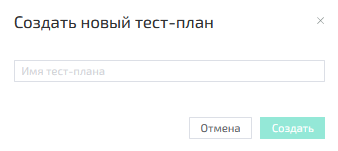 Создать новый тест-план
Имя тест-плана
Отмена
Создать